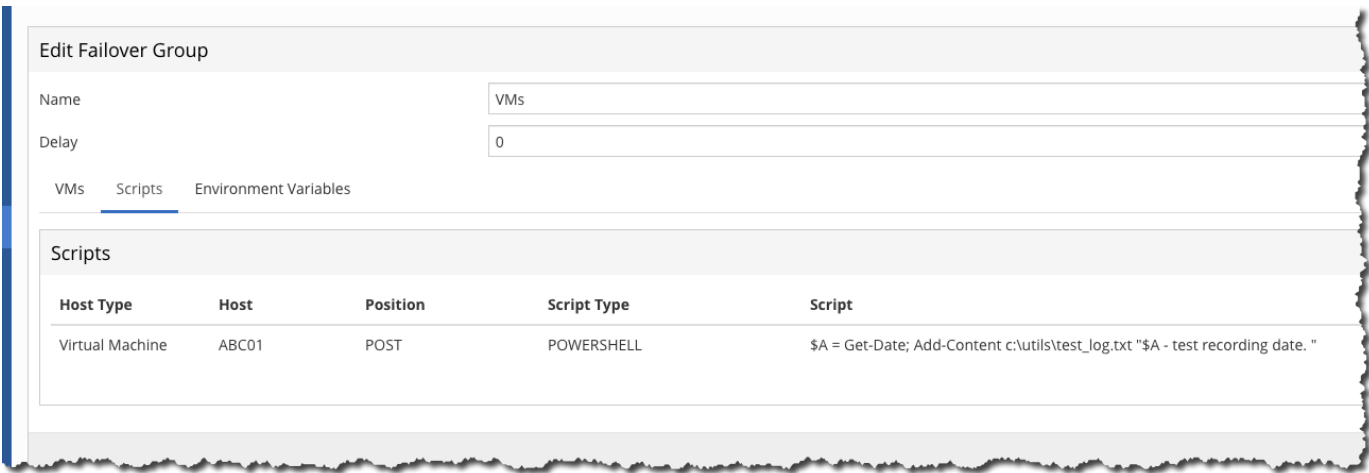 Edit Failover Group
Name VMs
Delay 0
VMs Scripts Environment Variables
Scripts
Host Type Host Position Script Type Script
Virtual Machine ABC01 POST POWERSHELL $A = Get-Date; Add-Content c:\utils\test_log.txt "$A - test recording date. "